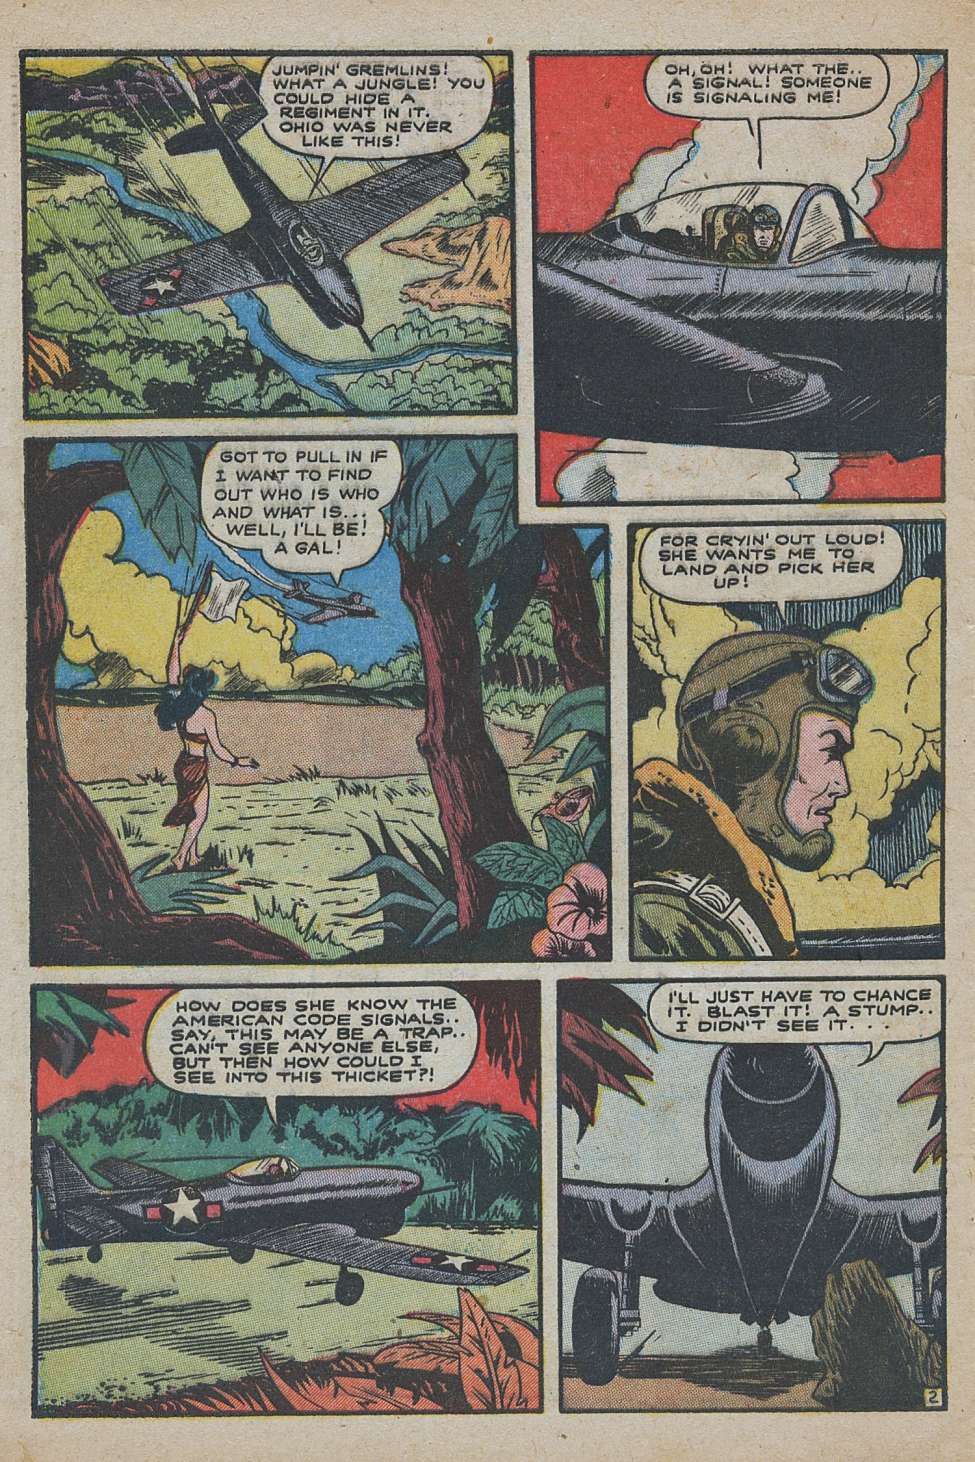 JUMPIN' GREMLINS!
WHAT A JUNGLE! YOU
COULD HIDE A
REGIMENT IN IT.
OHIO WAS NEVER
LIKE THIS!
OH, OH! WHAT THE..
A SIGNAL! SOMEONE
IS SIGNALING ME!
GOT TO PULL IN IF
I WANT TO FIND
OUT WHO IS WHO
AND WHAT IS...
WELL, I'LL BE!
A GAL!
FOR CRYIN' OUT LOUD!
SHE WANTS ME TO
LAND AND PICK HER
UP!
HOW DOES SHE KNOW THE
AMERICAN CODE SIGNALS..
SAY, THIS MAY BE A TRAP..
CAN'T SEE ANYONE ELSE,
BUT THEN HOW COULD I
SEE INTO THIS THICKET?!
I'LL JUST HAVE TO CHANCE
IT. BLAST IT! A STUMP..
I DIDN'T SEE IT...
2